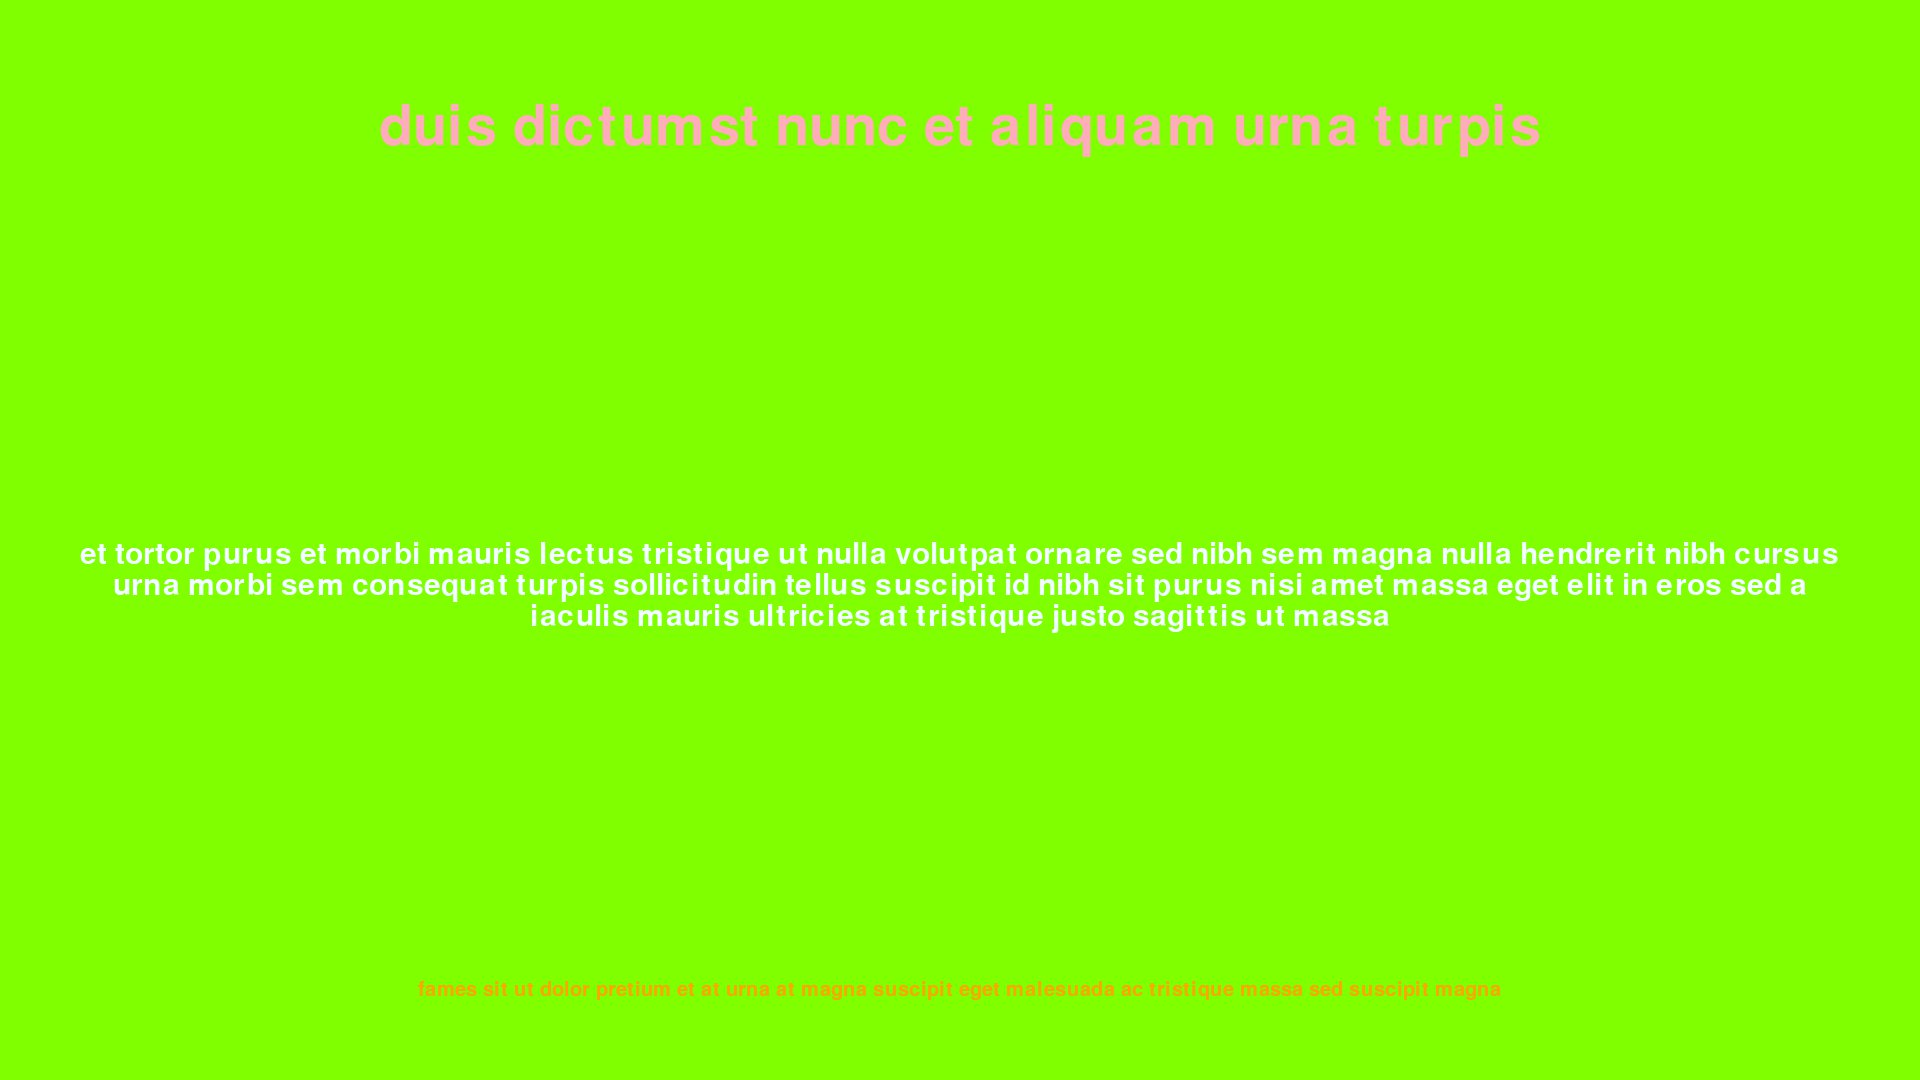 duis dictumst nunc et aliquam urna turpis
et tortor purus et morbi mauris lectus tristique ut nulla volutpat ornare sed nibh sem magna nulla hendrerit nibh cursus
urna morbi sem consequat turpis sollicitudin tellus suscipit id nibh sit purus nisi amet massa eget elit in eros sed a
iaculis mauris ultricies at tristique justo sagittis ut massa
fames sit ut dolor pretium et at urna at magna suscipit eget malesuada ac tristique massa sed suscipit magna